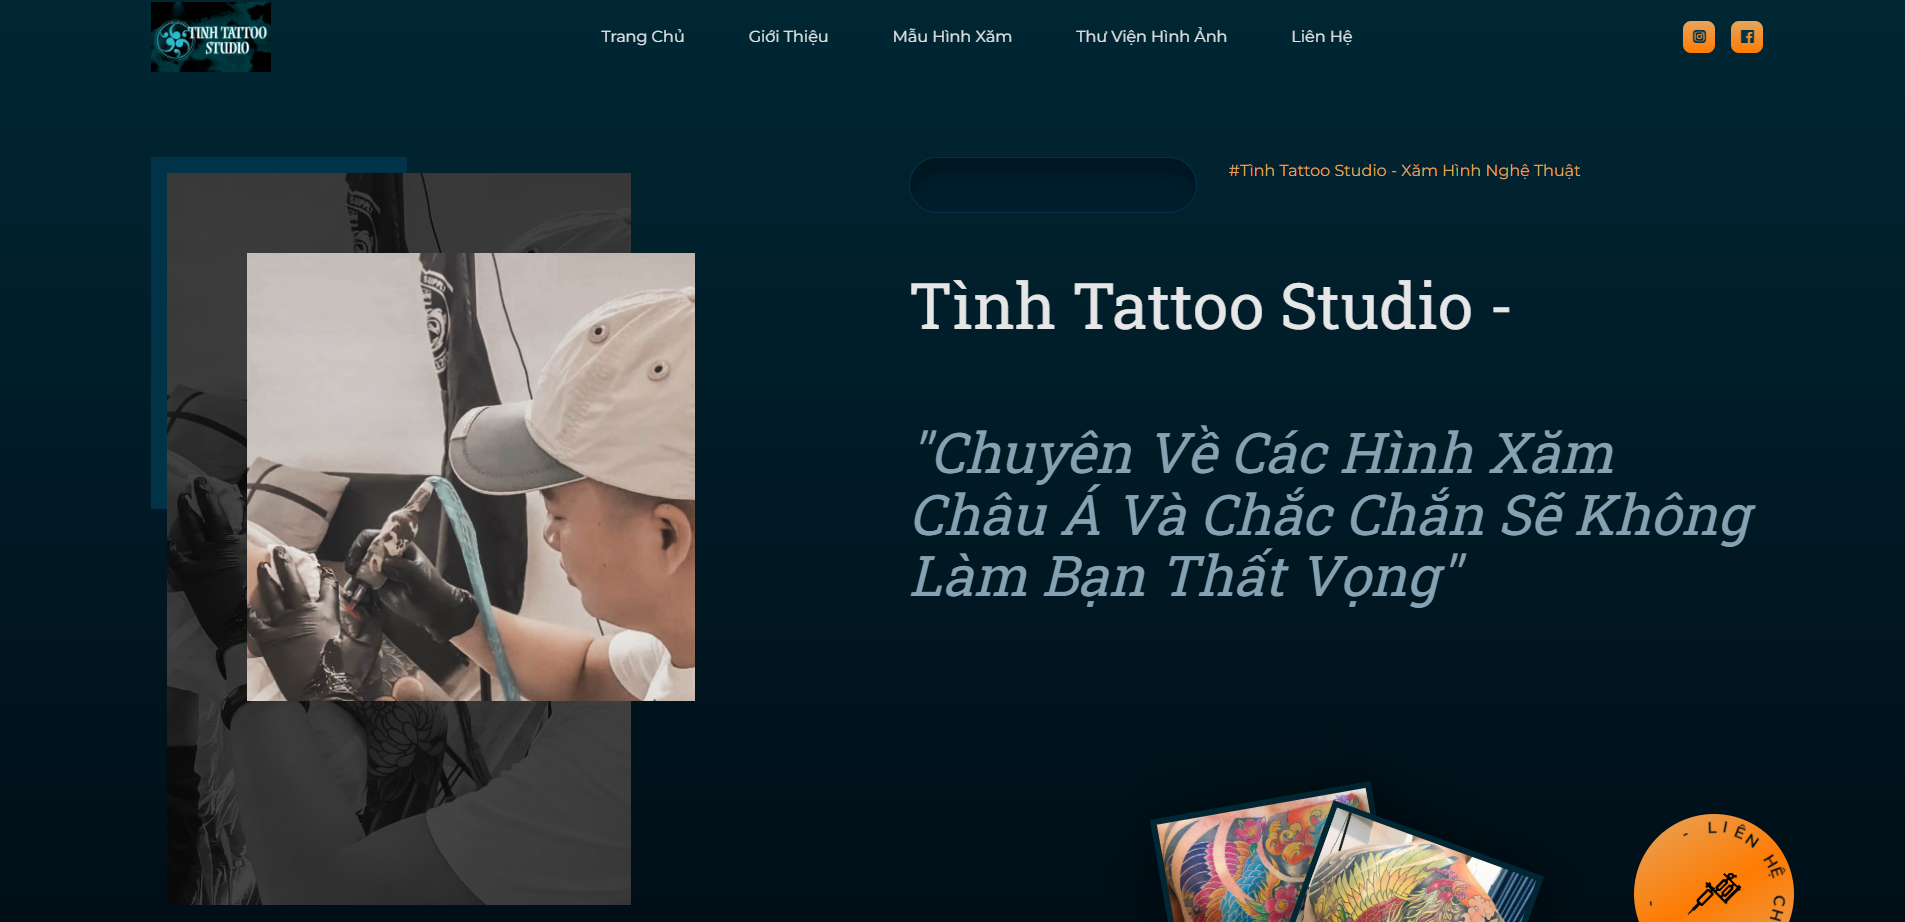 TINH TATTOO
STUDIO
Trang Chủ
Giới Thiệu
Mẫu Hình Xăm
Thư Viện Hình Ảnh
Liên Hệ
#Tình Tattoo Studio - Xăm Hình Nghệ Thuật
Tình Tattoo Studio -
"Chuyên Về Các Hình Xăm
Châu Á Và Chắc Chắn Sẽ Không
Làm Bạn Thất Vọng"
SUPPLI
SUPPLI
- LIÊN HỆ CH